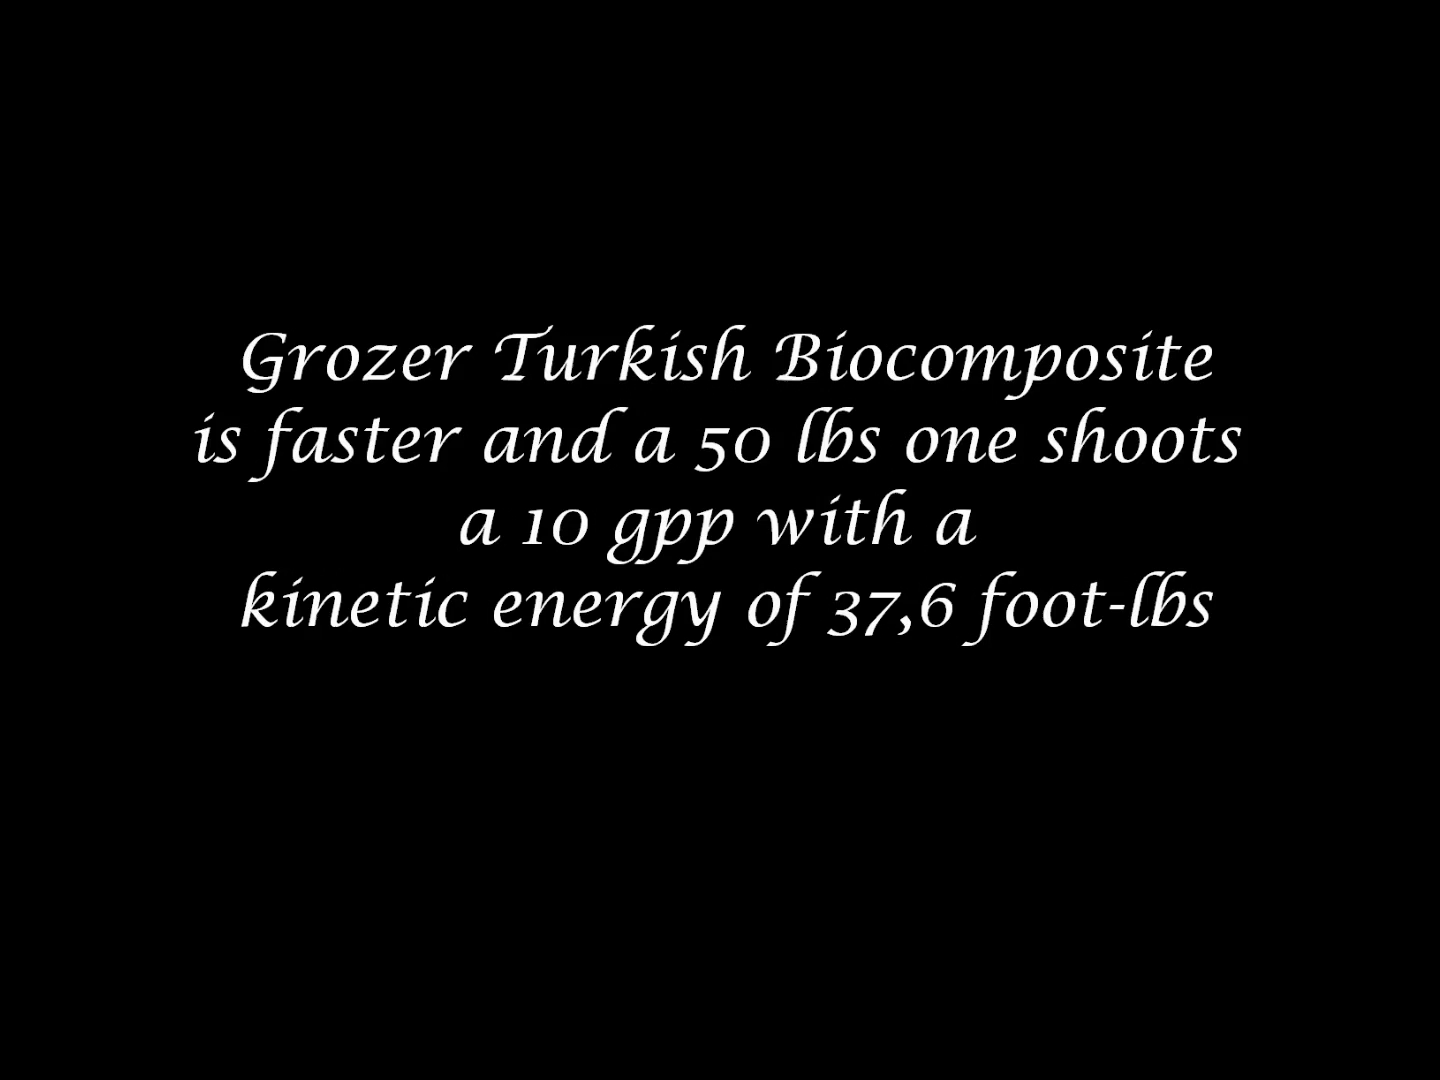 Grozer Turkish Biocomposite
is faster and a 50 lbs one shoots
a 10 gpp with a
kinetic energy of 37,6 foot-lbs